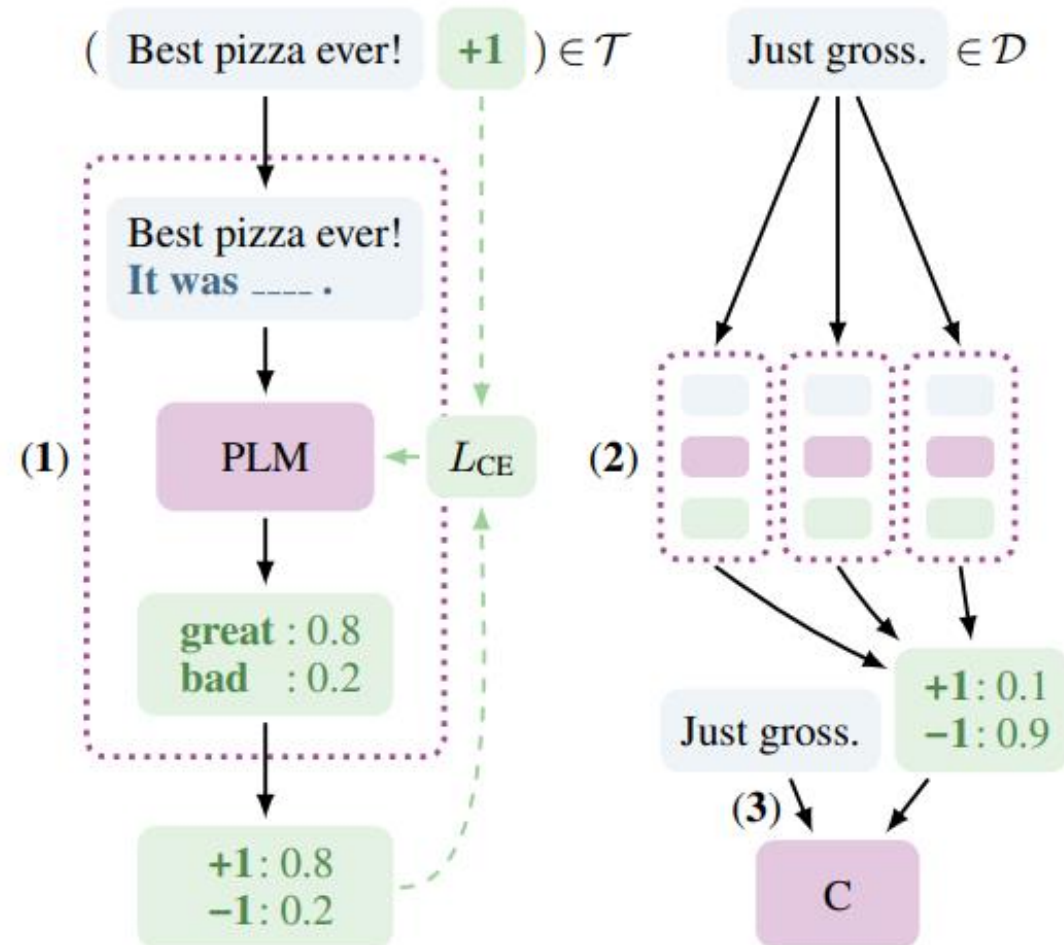 ( Best pizza ever! +1 ) ∈ 𝒯
Best pizza ever!
It was ____ .
(1)
PLM
L_CE
great : 0.8
bad : 0.2
+1: 0.8
−1: 0.2
Just gross. ∈ 𝒟
(2)
+1: 0.1
−1: 0.9
Just gross.
(3)
C